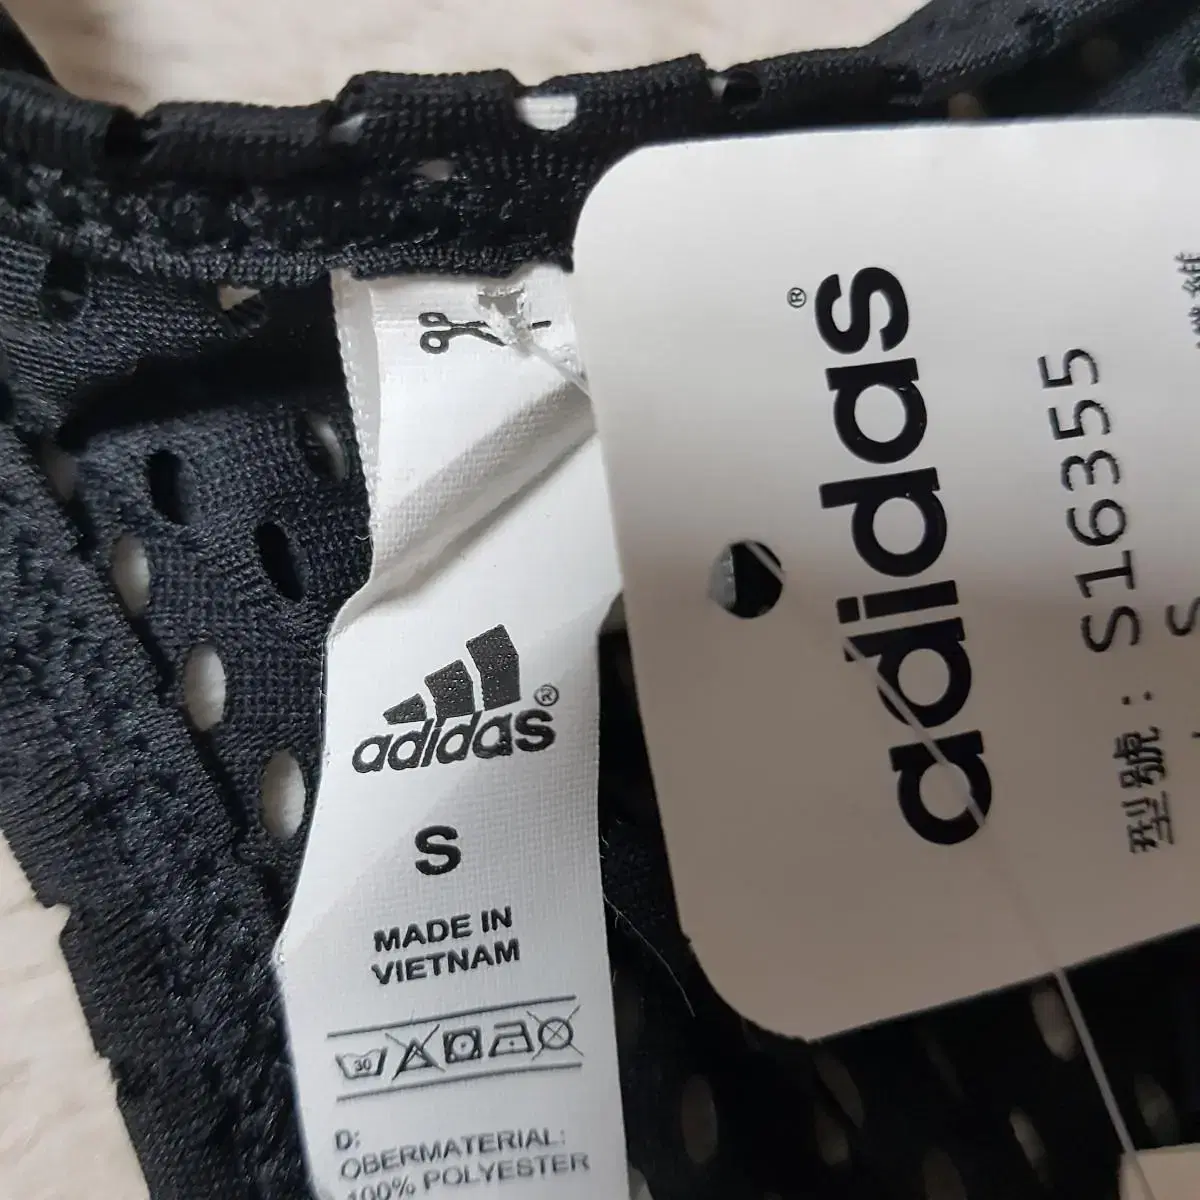 adidas®
S
MADE IN
VIETNAM
30
D:
OBERMATERIAL:
100% POLYESTER
adidas®
型號: S16355
S